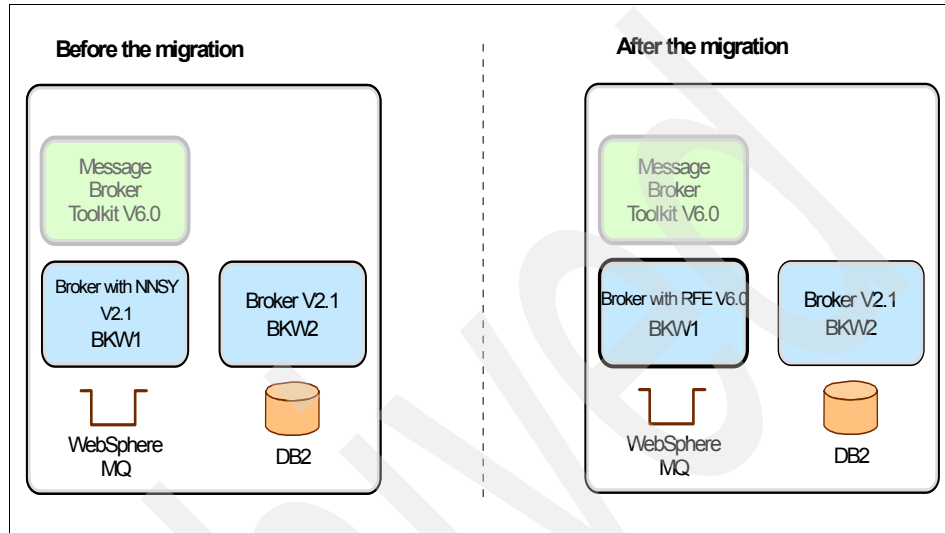 Before the migration
After the migration
Message
Broker
Toolkit V6.0
Broker with NNSY
V2.1
BKW1
Broker V2.1
BKW2
WebSphere
MQ
DB2
Message
Broker
Toolkit V6.0
Broker with RFE V6.0
BKW1
Broker V2.1
BKW2
WebSphere
MQ
DB2